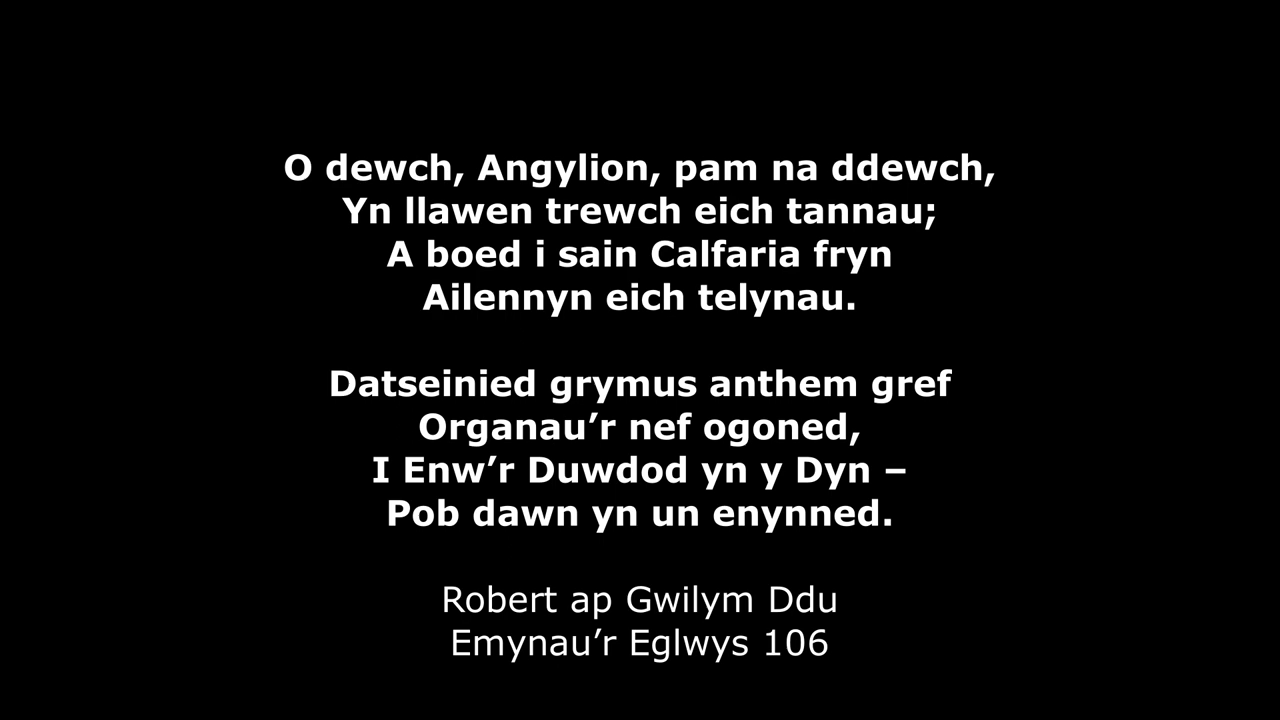 O dewch, Angylion, pam na ddewch,
Yn llawen trewch eich tannau;
A boed i sain Calfaria fryn
Ailennyn eich telynau.
Datseinied grymus anthem gref
Organau’r nef ogoned,
I Enw’r Duwdod yn y Dyn –
Pob dawn yn un enynned.
Robert ap Gwilym Ddu
Emynau’r Eglwys 106